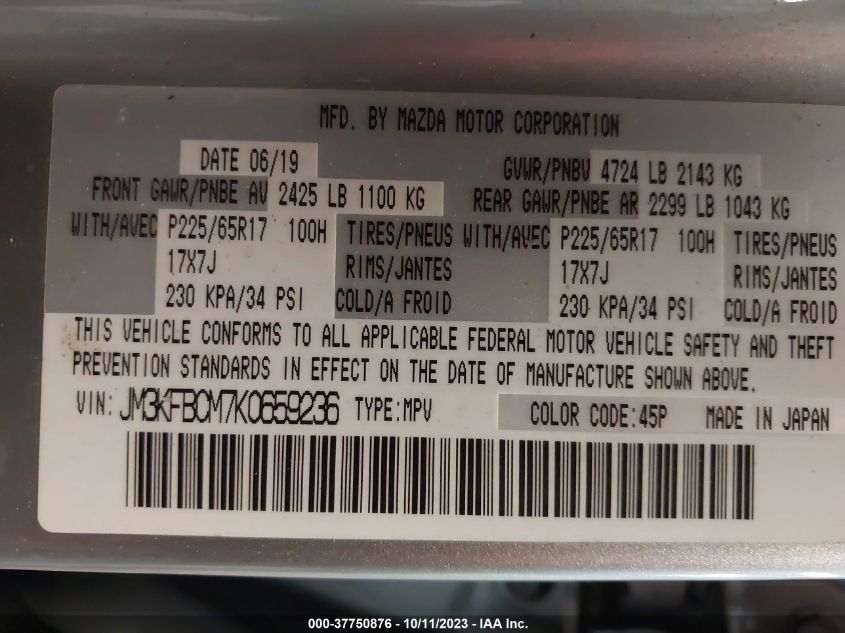 MFD. BY MAZDA MOTOR CORPORATION
DATE 06/19 GVWR/PNBV 4724 LB 2143 KG
FRONT GAWR/PNBE AV 2425 LB 1100 KG REAR GAWR/PNBE AR 2299 LB 1043 KG
WITH/AVEC P225/65R17 100H TIRES/PNEUS WITH/AVEC P225/65R17 100H TIRES/PNEUS
17X7J RIMS/JANTES 17X7J RIMS/JANTES
230 KPA/34 PSI COLD/A FROID 230 KPA/34 PSI COLD/A FROID
THIS VEHICLE CONFORMS TO ALL APPLICABLE FEDERAL MOTOR VEHICLE SAFETY AND THEFT
PREVENTION STANDARDS IN EFFECT ON THE DATE OF MANUFACTURE SHOWN ABOVE.
VIN: JM3KFBCM7K0659236 TYPE:MPV COLOR CODE:45P MADE IN JAPAN
000-37750876 - 10/11/2023 - IAA Inc.